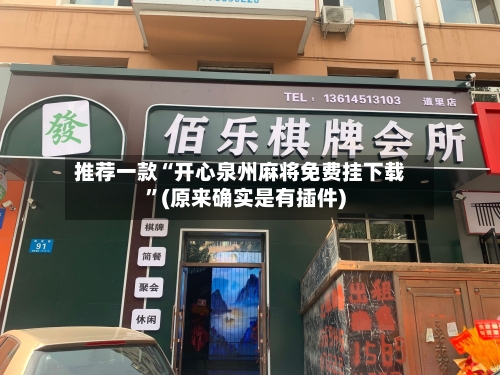 TEL：13614513103 道里店
發
佰乐棋牌会所
推荐一款“开心泉州麻将免费挂下载
”(原来确实是有插件)
棋牌
简餐
聚会
休闲
91
出租